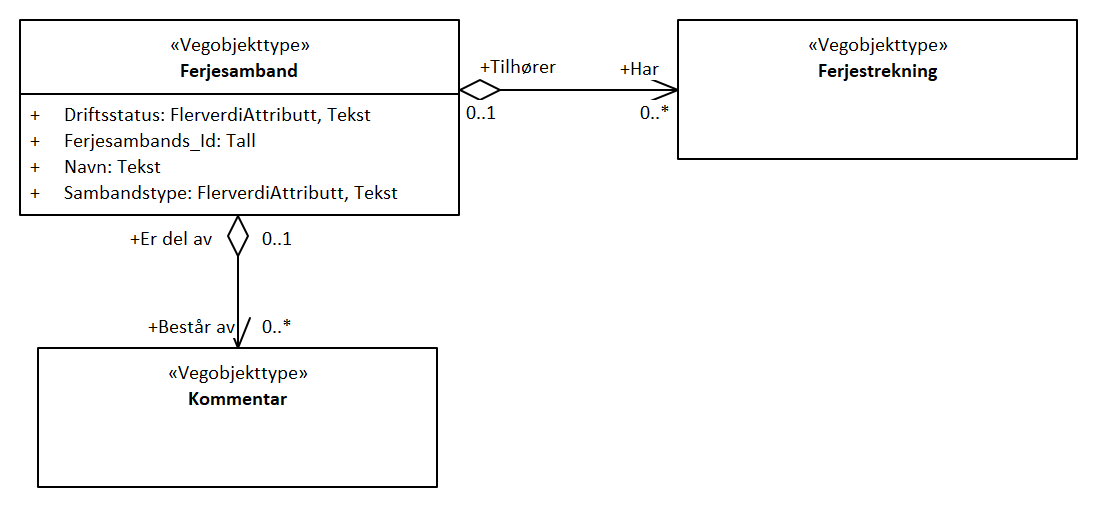 «Vegobjekttype»
Ferjesamband
+ Driftsstatus: FlerverdiAttributt, Tekst
+ Ferjesambands_Id: Tall
+ Navn: Tekst
+ Sambandstype: FlerverdiAttributt, Tekst
+Tilhører
0..1
+Har
0..*
«Vegobjekttype»
Ferjestrekning
+Er del av
0..1
+Består av
0..*
«Vegobjekttype»
Kommentar